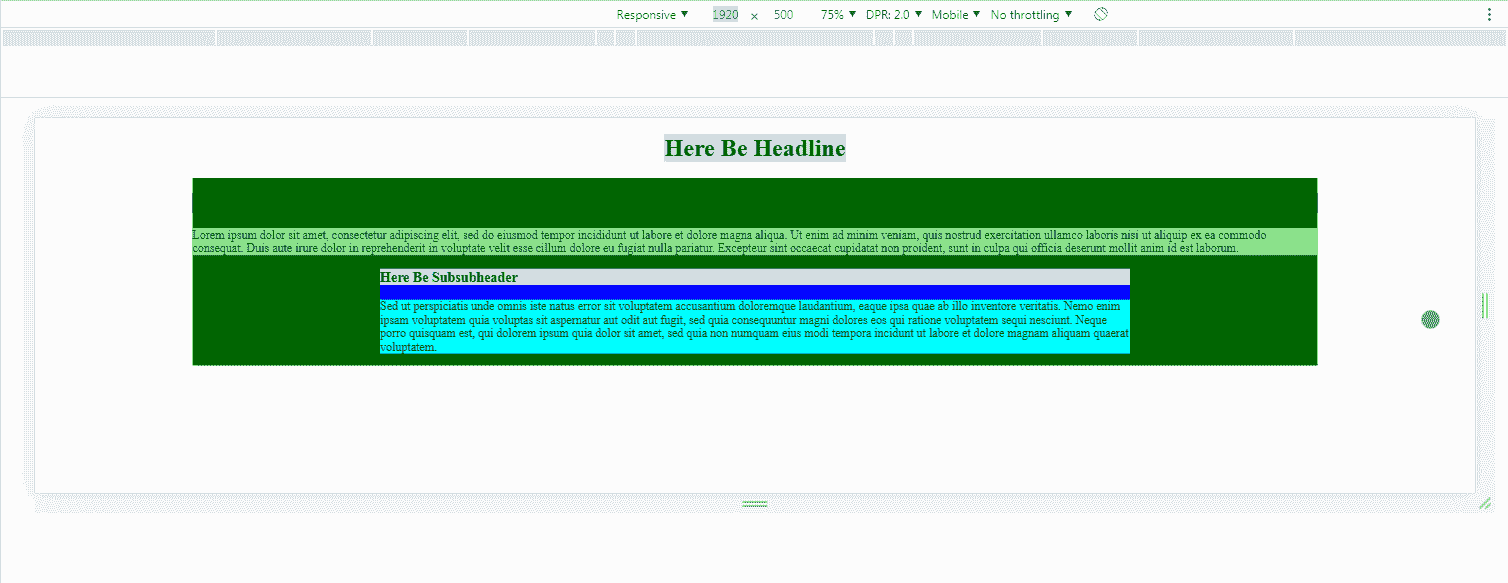 Responsive ▼ 1920 × 500 75% ▼ DPR: 2.0 ▼ Mobile ▼ No throttling ▼
Here Be Headline
Lorem ipsum dolor sit amet, consectetur adipiscing elit, sed do eiusmod tempor incididunt ut labore et dolore magna aliqua. Ut enim ad minim veniam, quis nostrud exercitation ullamco laboris nisi ut aliquip ex ea commodo
consequat. Duis aute irure dolor in reprehenderit in voluptate velit esse cillum dolore eu fugiat nulla pariatur. Excepteur sint occaecat cupidatat non proident, sunt in culpa qui officia deserunt mollit anim id est laborum.
Here Be Subsubheader
Sed ut perspiciatis unde omnis iste natus error sit voluptatem accusantium doloremque laudantium, eaque ipsa quae ab illo inventore veritatis. Nemo enim
ipsam voluptatem quia voluptas sit aspernatur aut odit aut fugit, sed quia consequuntur magni dolores eos qui ratione voluptatem sequi nesciunt. Neque
porro quisquam est, qui dolorem ipsum quia dolor sit amet, sed quia non numquam eius modi tempora incidunt ut labore et dolore magnam aliquam quaerat
voluptatem.